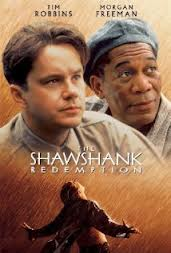 TIM ROBBINS
MORGAN FREEMAN
THE
SHAWSHANK
REDEMPTION